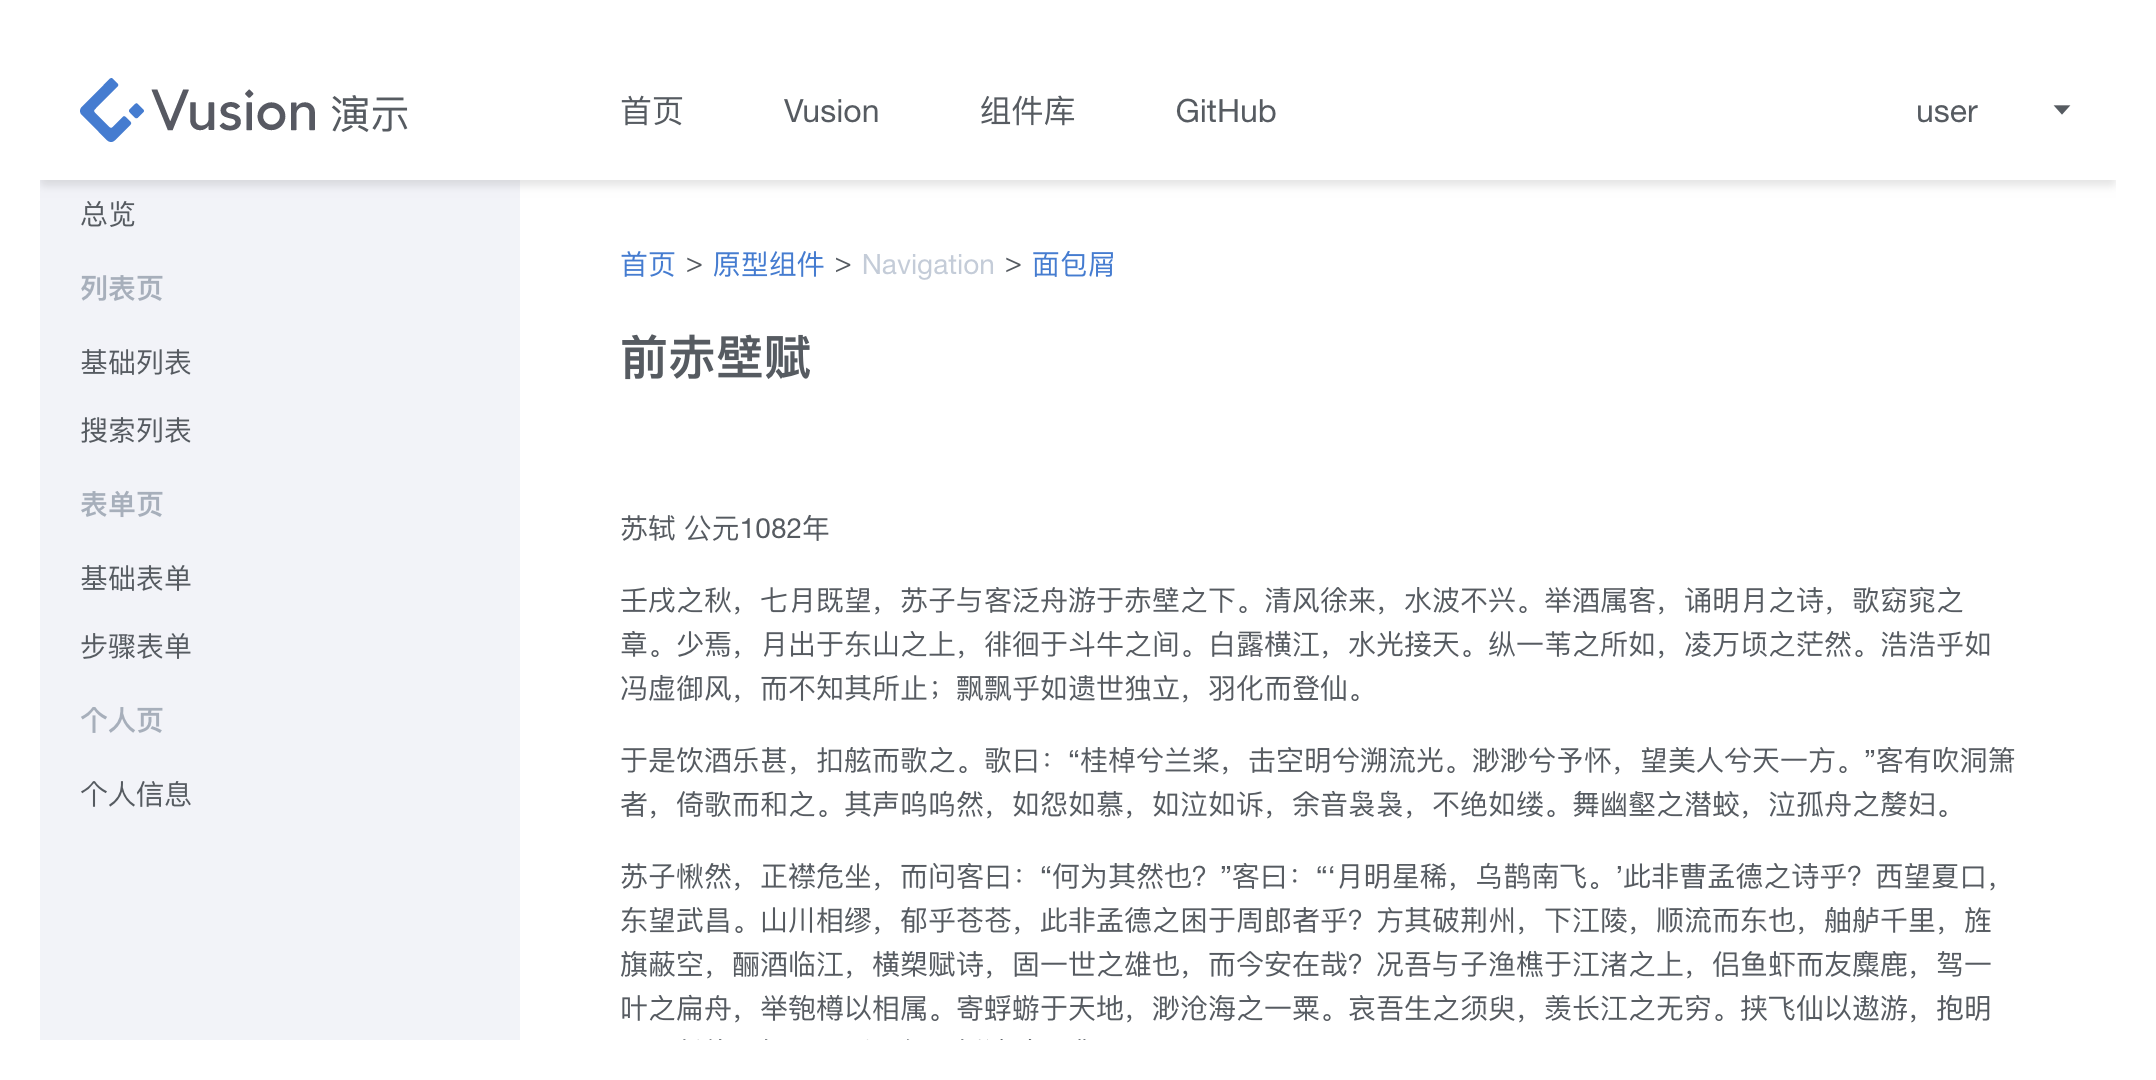 Vusion 演示
首页 Vusion 组件库 GitHub user
总览
列表页
基础列表
搜索列表
表单页
基础表单
步骤表单
个人页
个人信息
首页 > 原型组件 > Navigation > 面包屑
前赤壁赋
苏轼 公元1082年
壬戌之秋，七月既望，苏子与客泛舟游于赤壁之下。清风徐来，水波不兴。举酒属客，诵明月之诗，歌窈窕之
章。少焉，月出于东山之上，徘徊于斗牛之间。白露横江，水光接天。纵一苇之所如，凌万顷之茫然。浩浩乎如
冯虚御风，而不知其所止；飘飘乎如遗世独立，羽化而登仙。
于是饮酒乐甚，扣舷而歌之。歌曰：“桂棹兮兰桨，击空明兮溯流光。渺渺兮予怀，望美人兮天一方。”客有吹洞箫
者，倚歌而和之。其声呜呜然，如怨如慕，如泣如诉，余音袅袅，不绝如缕。舞幽壑之潜蛟，泣孤舟之嫠妇。
苏子愀然，正襟危坐，而问客曰：“何为其然也？”客曰：“‘月明星稀，乌鹊南飞。’此非曹孟德之诗乎？西望夏口，
东望武昌。山川相缪，郁乎苍苍，此非孟德之困于周郎者乎？方其破荆州，下江陵，顺流而东也，舳舻千里，旌
旗蔽空，酾酒临江，横槊赋诗，固一世之雄也，而今安在哉？况吾与子渔樵于江渚之上，侣鱼虾而友麋鹿，驾一
叶之扁舟，举匏樽以相属。寄蜉蝣于天地，渺沧海之一粟。哀吾生之须臾，羡长江之无穷。挟飞仙以遨游，抱明